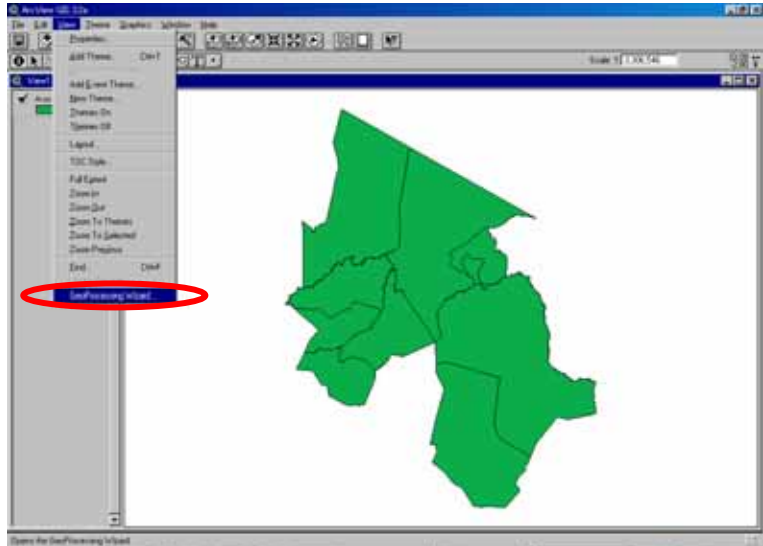 ArcView GIS 3.2a
File Edit View Theme Graphics Window Help
Properties...
Add Theme... Ctrl+T
Add Event Theme...
New Theme...
Themes On
Themes Off
Layout...
TOC Style...
Full Extent
Zoom In
Zoom Out
Zoom To Themes
Zoom To Selected
Zoom Previous
Find... Ctrl+F
GeoProcessing Wizard...
Scale 1:
View1
Opens the GeoProcessing Wizard